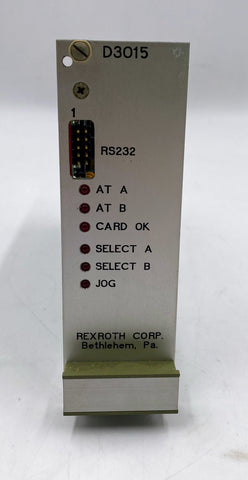 D3015
1
RS232
AT A
AT B
CARD OK
SELECT A
SELECT B
JOG
REXROTH CORP.
Bethlehem, Pa.